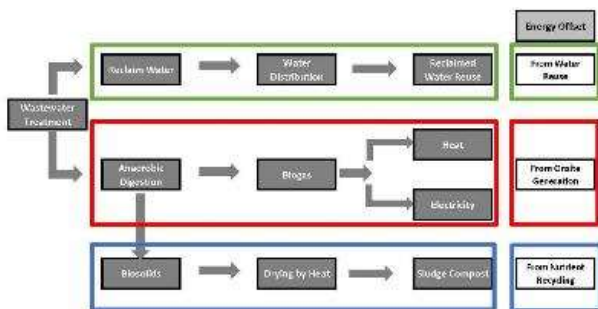 Energy Offset
Reclaim Water
Water
Distribution
Reclaimed
Water Reuse
From Water
Reuse
Wastewater
Treatment
Anaerobic
Digestion
Biogas
Heat
Electricity
From Onsite
Generation
Biosolids
Drying by Heat
Sludge Compost
From Nutrient
Recycling